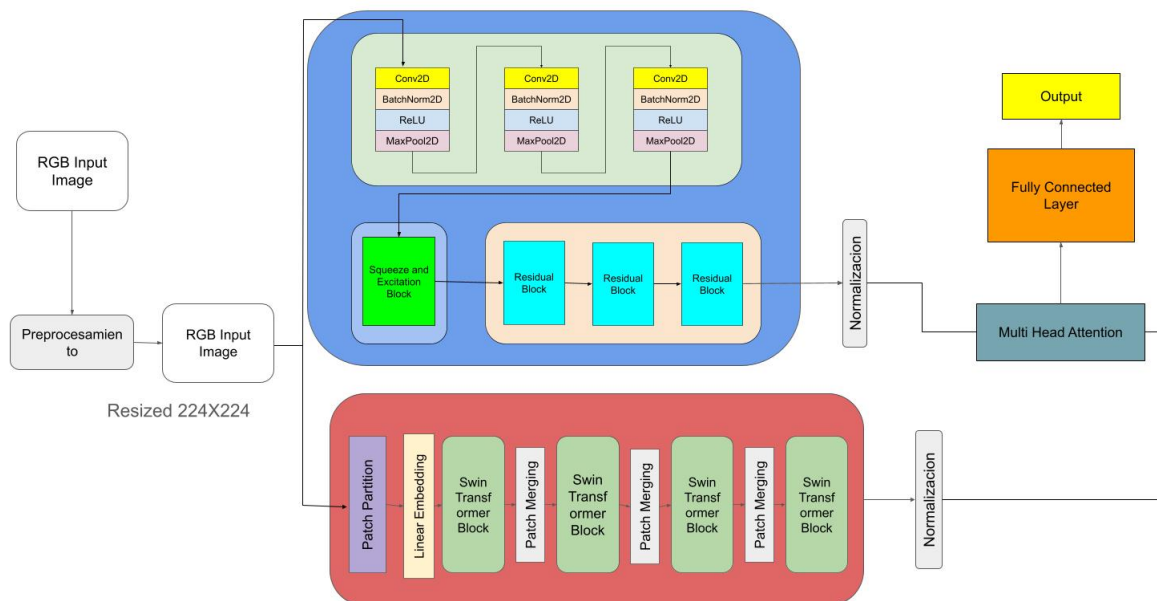 RGB Input
Image
Preprocesamien
to
RGB Input
Image
Resized 224X224
Conv2D
BatchNorm2D
ReLU
MaxPool2D
Conv2D
BatchNorm2D
ReLU
MaxPool2D
Conv2D
BatchNorm2D
ReLU
MaxPool2D
Squeeze and
Excitation
Block
Residual
Block
Residual
Block
Residual
Block
Normalizacion
Patch Partition
Linear Embedding
Swin
Transf
ormer
Block
Patch Merging
Swin
Transf
ormer
Block
Patch Merging
Swin
Transf
ormer
Block
Patch Merging
Swin
Transf
ormer
Block
Normalizacion
Multi Head Attention
Fully Connected
Layer
Output